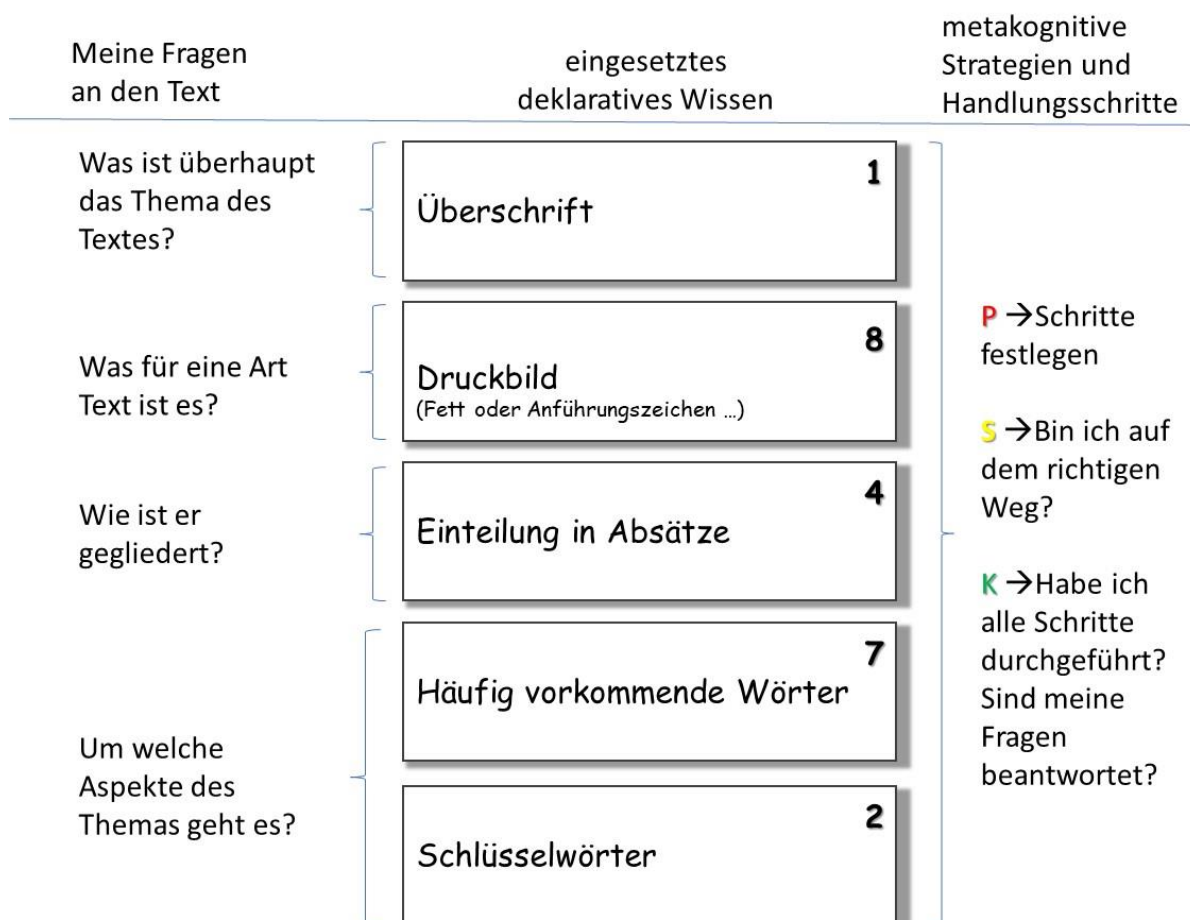 Meine Fragen
an den Text
eingesetztes
deklaratives Wissen
metakognitive
Strategien und
Handlungsschritte
Was ist überhaupt
das Thema des
Textes?
1
Überschrift
Was für eine Art
Text ist es?
8
Druckbild
(Fett oder Anführungszeichen …)
Wie ist er
gegliedert?
4
Einteilung in Absätze
Um welche
Aspekte des
Themas geht es?
7
Häufig vorkommende Wörter
2
Schlüsselwörter
P →Schritte
festlegen
S →Bin ich auf
dem richtigen
Weg?
K →Habe ich
alle Schritte
durchgeführt?
Sind meine
Fragen
beantwortet?